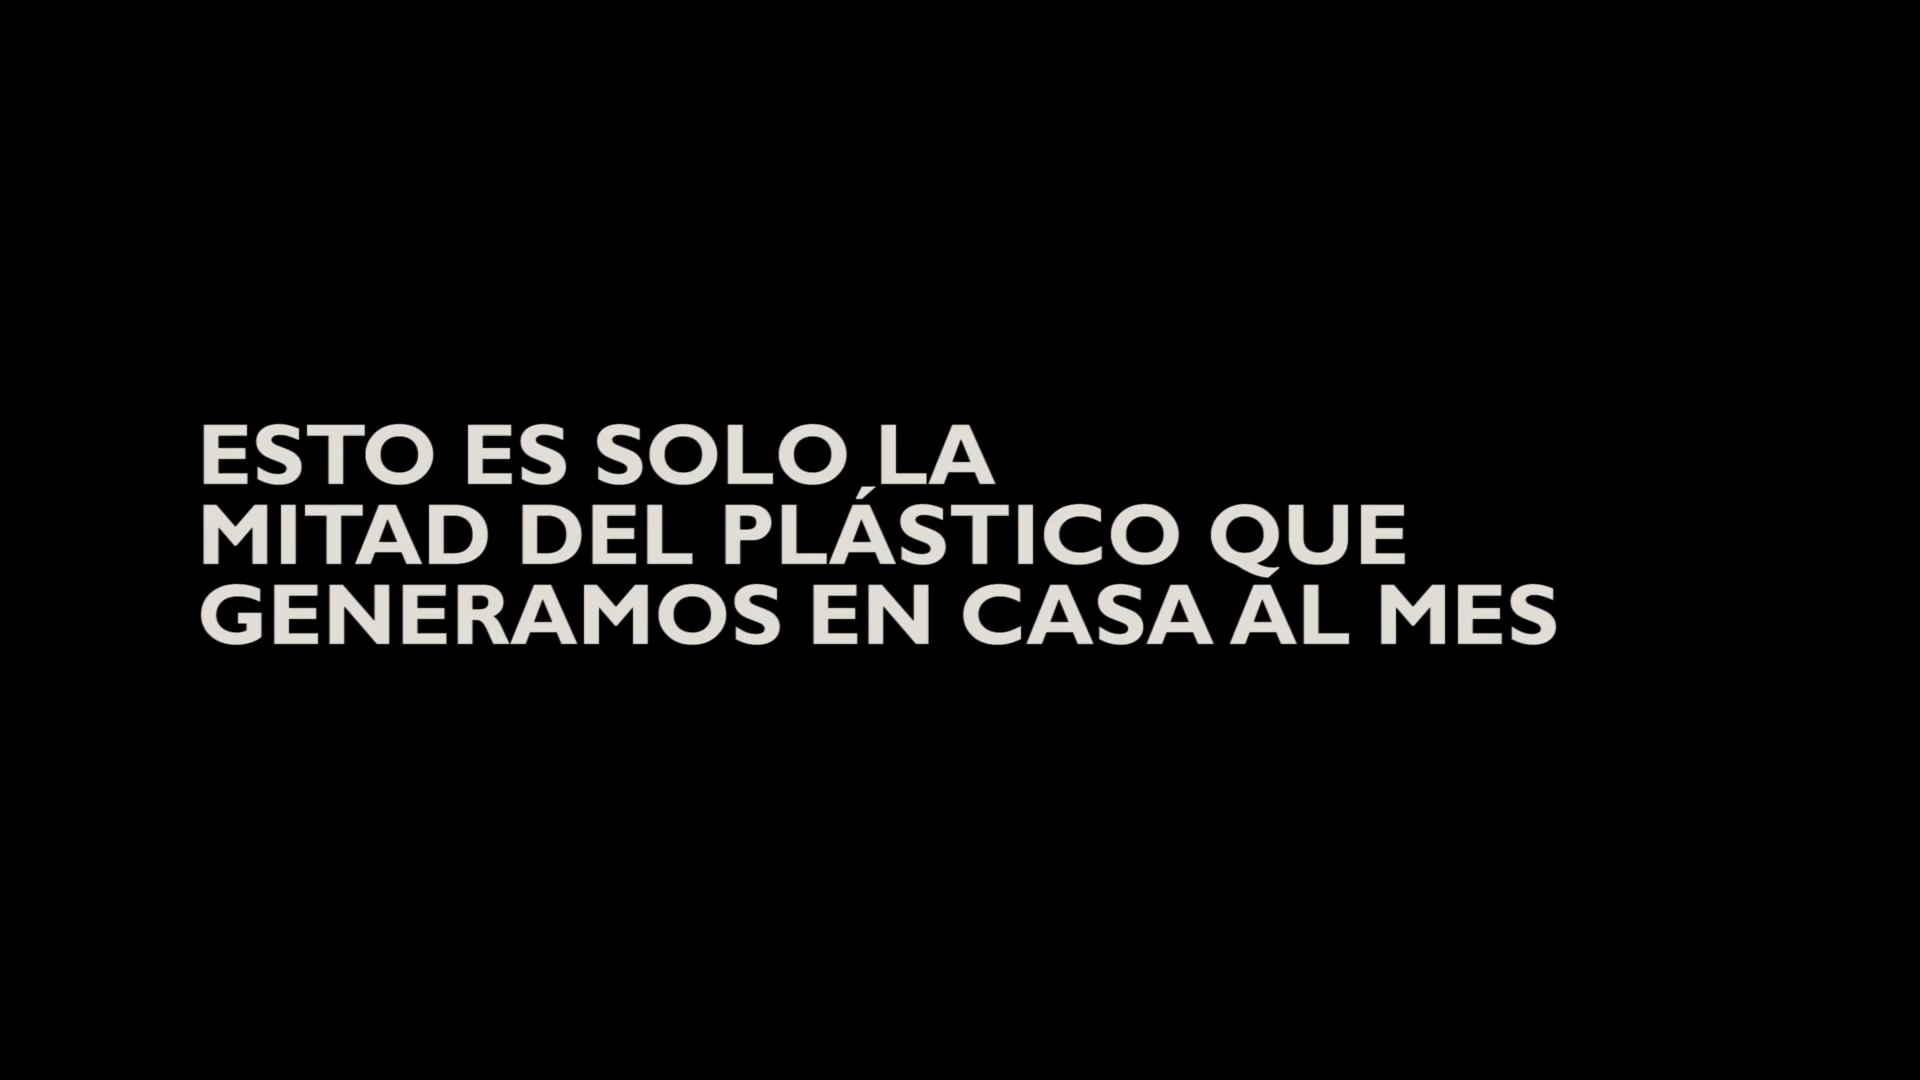 ESTO ES SOLO LA
MITAD DEL PLÁSTICO QUE
GENERAMOS EN CASA AL MES